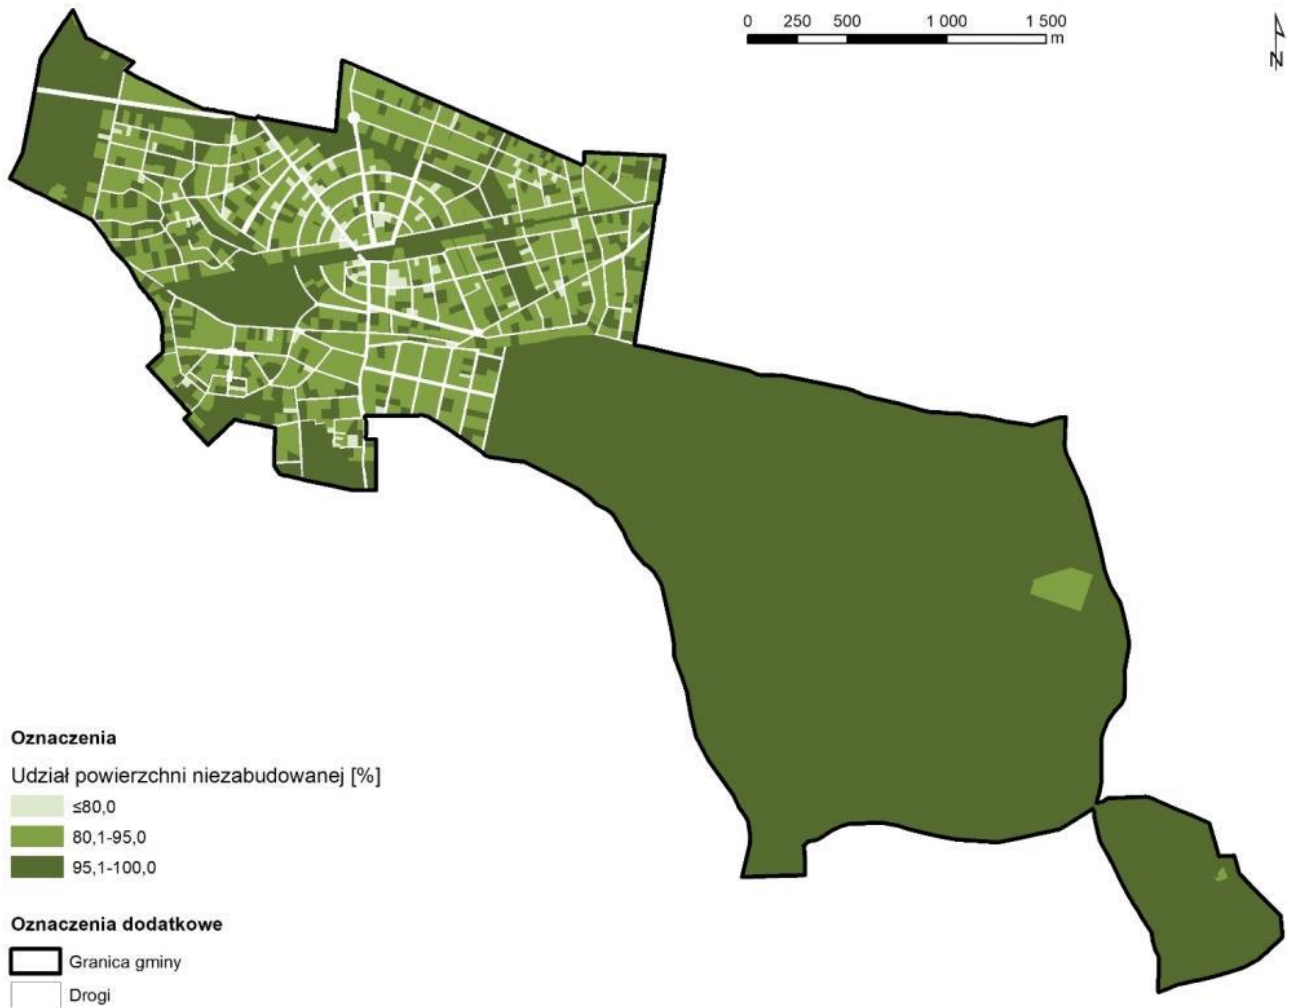 0 250 500 1 000 1 500
m
N
Oznaczenia
Udział powierzchni niezabudowanej [%]
≤80,0
80,1-95,0
95,1-100,0
Oznaczenia dodatkowe
Granica gminy
Drogi